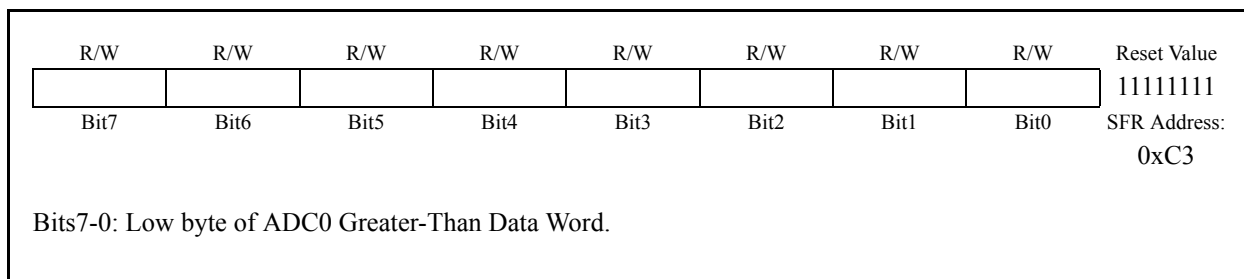 R/W R/W R/W R/W R/W R/W R/W R/W Reset Value
11111111
Bit7 Bit6 Bit5 Bit4 Bit3 Bit2 Bit1 Bit0 SFR Address:
0xC3
Bits7-0: Low byte of ADC0 Greater-Than Data Word.